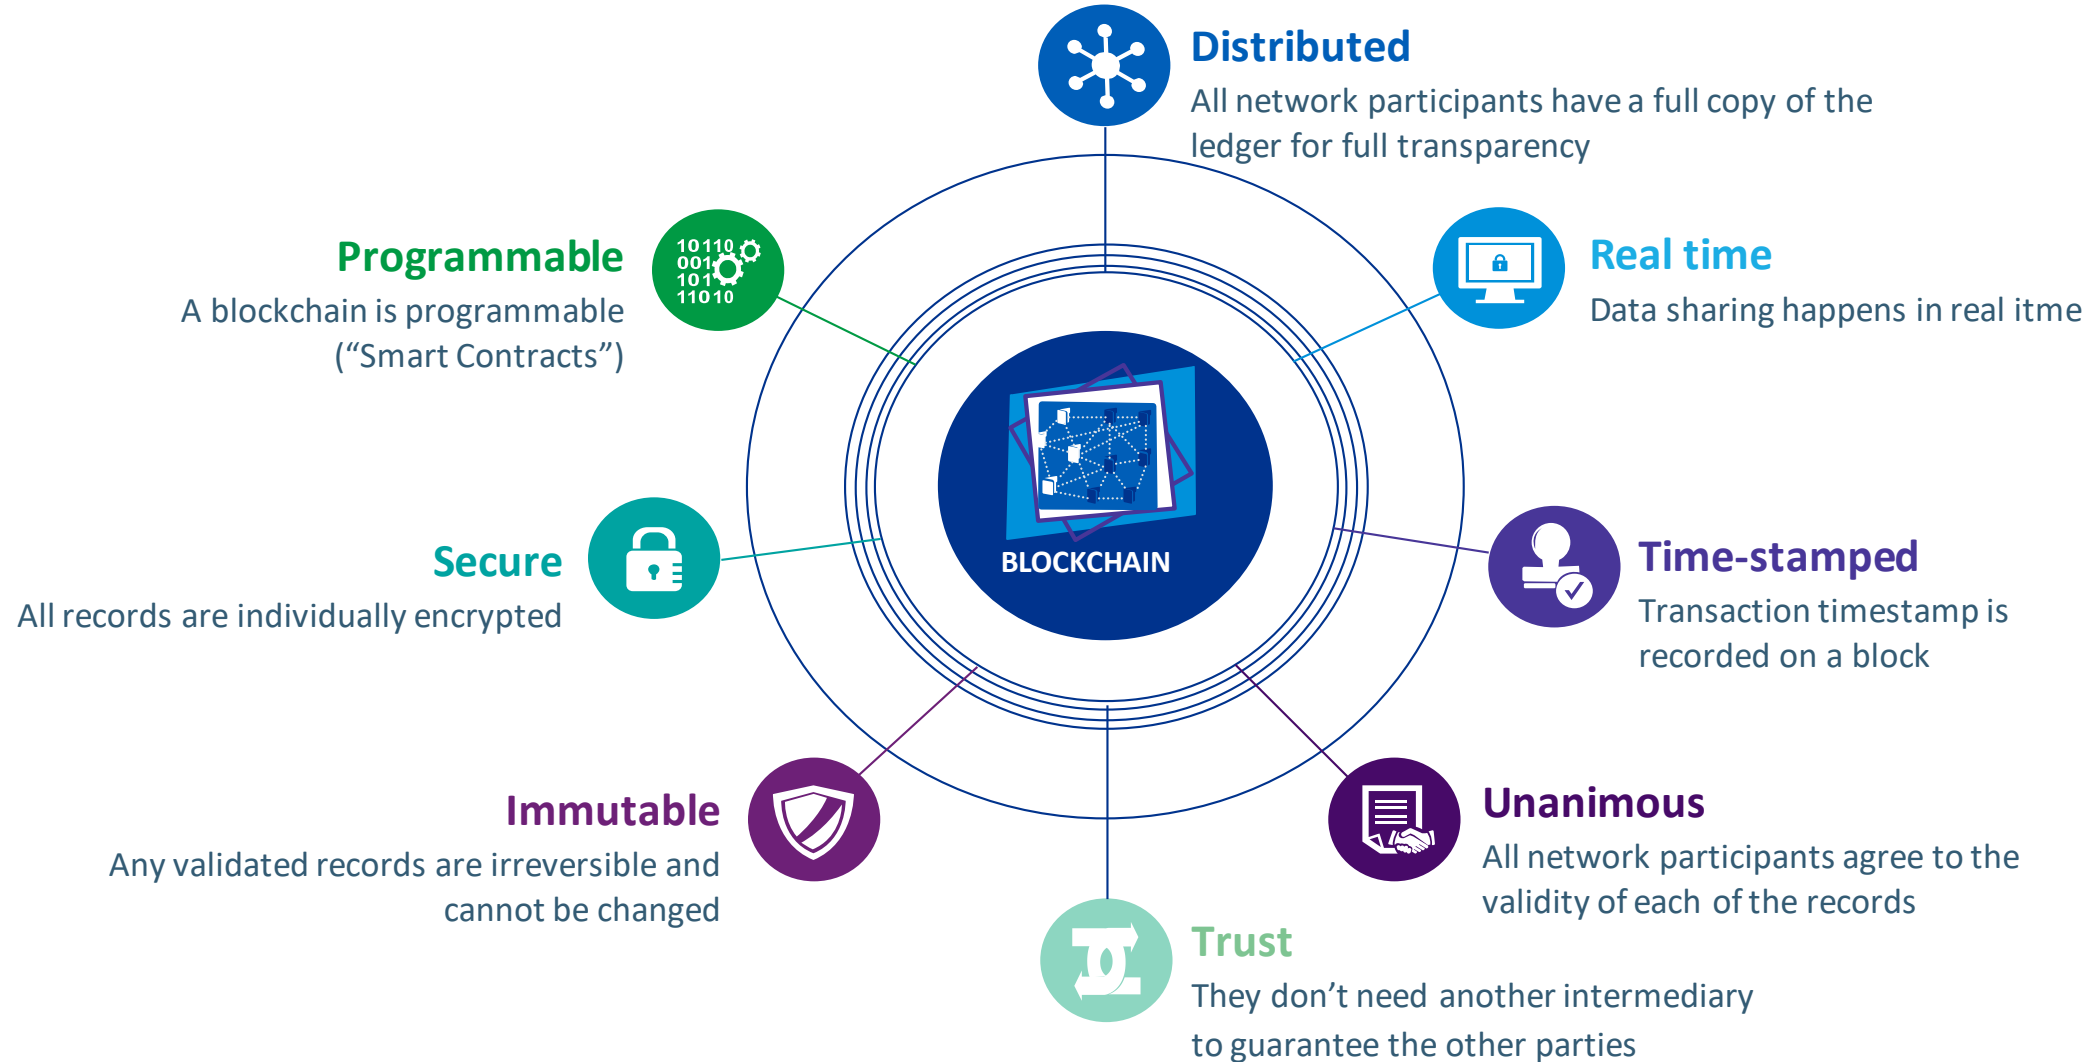 Distributed
All network participants have a full copy of the
ledger for full transparency
Programmable
A blockchain is programmable
(“Smart Contracts”)
10110
001
101
11010
Real time
Data sharing happens in real itme
Secure
All records are individually encrypted
BLOCKCHAIN
Time-stamped
Transaction timestamp is
recorded on a block
Immutable
Any validated records are irreversible and
cannot be changed
Unanimous
All network participants agree to the
validity of each of the records
Trust
They don’t need another intermediary
to guarantee the other parties